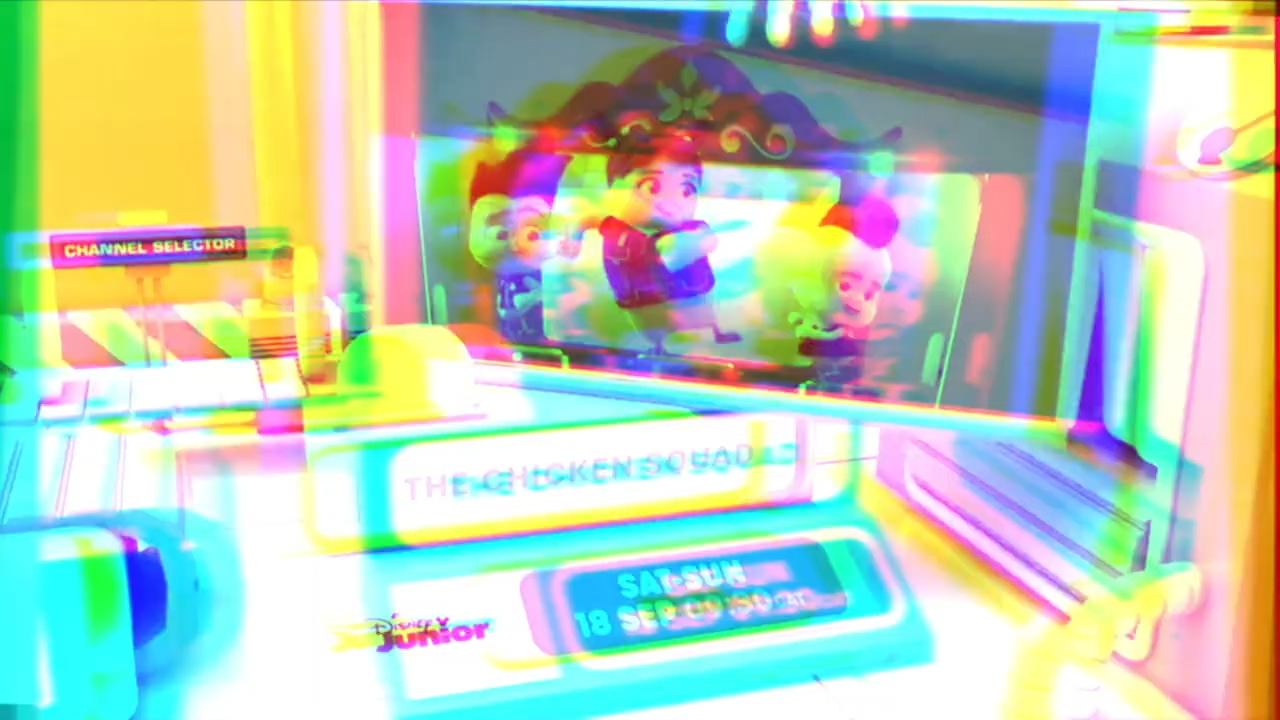 CHANNEL SELECTOR
THE CHICKEN SQUAD
Disney
Junior
SAT-SUN
18 SEP